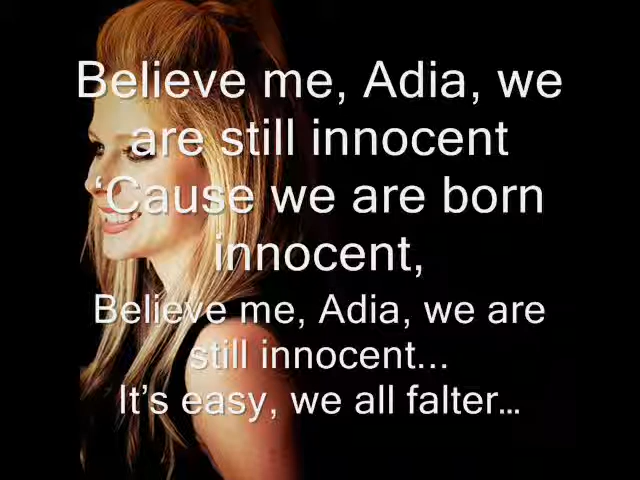 Believe me, Adia, we
are still innocent
‘Cause we are born
innocent,
Believe me, Adia, we are
still innocent...
It’s easy, we all falter...